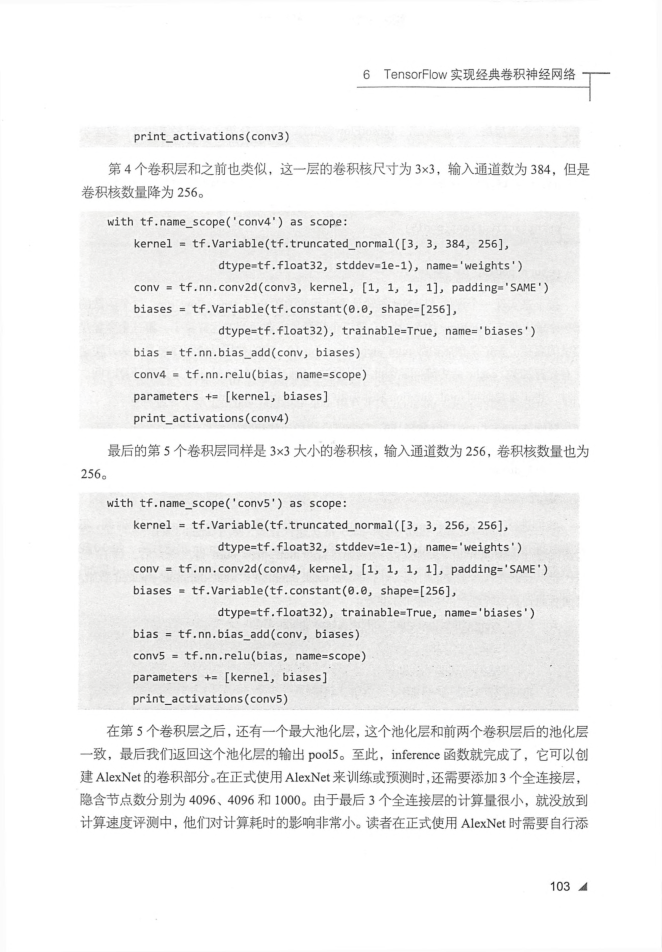 6 TensorFlow 实现经典卷积神经网络
print_activations(conv3)
第 4 个卷积层和之前也类似，这一层的卷积核尺寸为 3×3，输入通道数为 384，但是
卷积核数量降为 256。
with tf.name_scope('conv4') as scope:
kernel = tf.Variable(tf.truncated_normal([3, 3, 384, 256],
dtype=tf.float32, stddev=1e-1), name='weights')
conv = tf.nn.conv2d(conv3, kernel, [1, 1, 1, 1], padding='SAME')
biases = tf.Variable(tf.constant(0.0, shape=[256],
dtype=tf.float32), trainable=True, name='biases')
bias = tf.nn.bias_add(conv, biases)
conv4 = tf.nn.relu(bias, name=scope)
parameters += [kernel, biases]
print_activations(conv4)
最后的第 5 个卷积层同样是 3×3 大小的卷积核，输入通道数为 256，卷积核数量也为
256。
with tf.name_scope('conv5') as scope:
kernel = tf.Variable(tf.truncated_normal([3, 3, 256, 256],
dtype=tf.float32, stddev=1e-1), name='weights')
conv = tf.nn.conv2d(conv4, kernel, [1, 1, 1, 1], padding='SAME')
biases = tf.Variable(tf.constant(0.0, shape=[256],
dtype=tf.float32), trainable=True, name='biases')
bias = tf.nn.bias_add(conv, biases)
conv5 = tf.nn.relu(bias, name=scope)
parameters += [kernel, biases]
print_activations(conv5)
在第 5 个卷积层之后，还有一个最大池化层，这个池化层和前两个卷积层后的池化层
一致，最后我们返回这个池化层的输出 pool5。至此，inference 函数就完成了，它可以创
建 AlexNet 的卷积部分。在正式使用 AlexNet 来训练或预测时，还需要添加 3 个全连接层，
隐含节点数分别为 4096、4096 和 1000。由于最后 3 个全连接层的计算量很小，就没放到
计算速度评测中，他们对计算耗时的影响非常小。读者在正式使用 AlexNet 时需要自行添
103